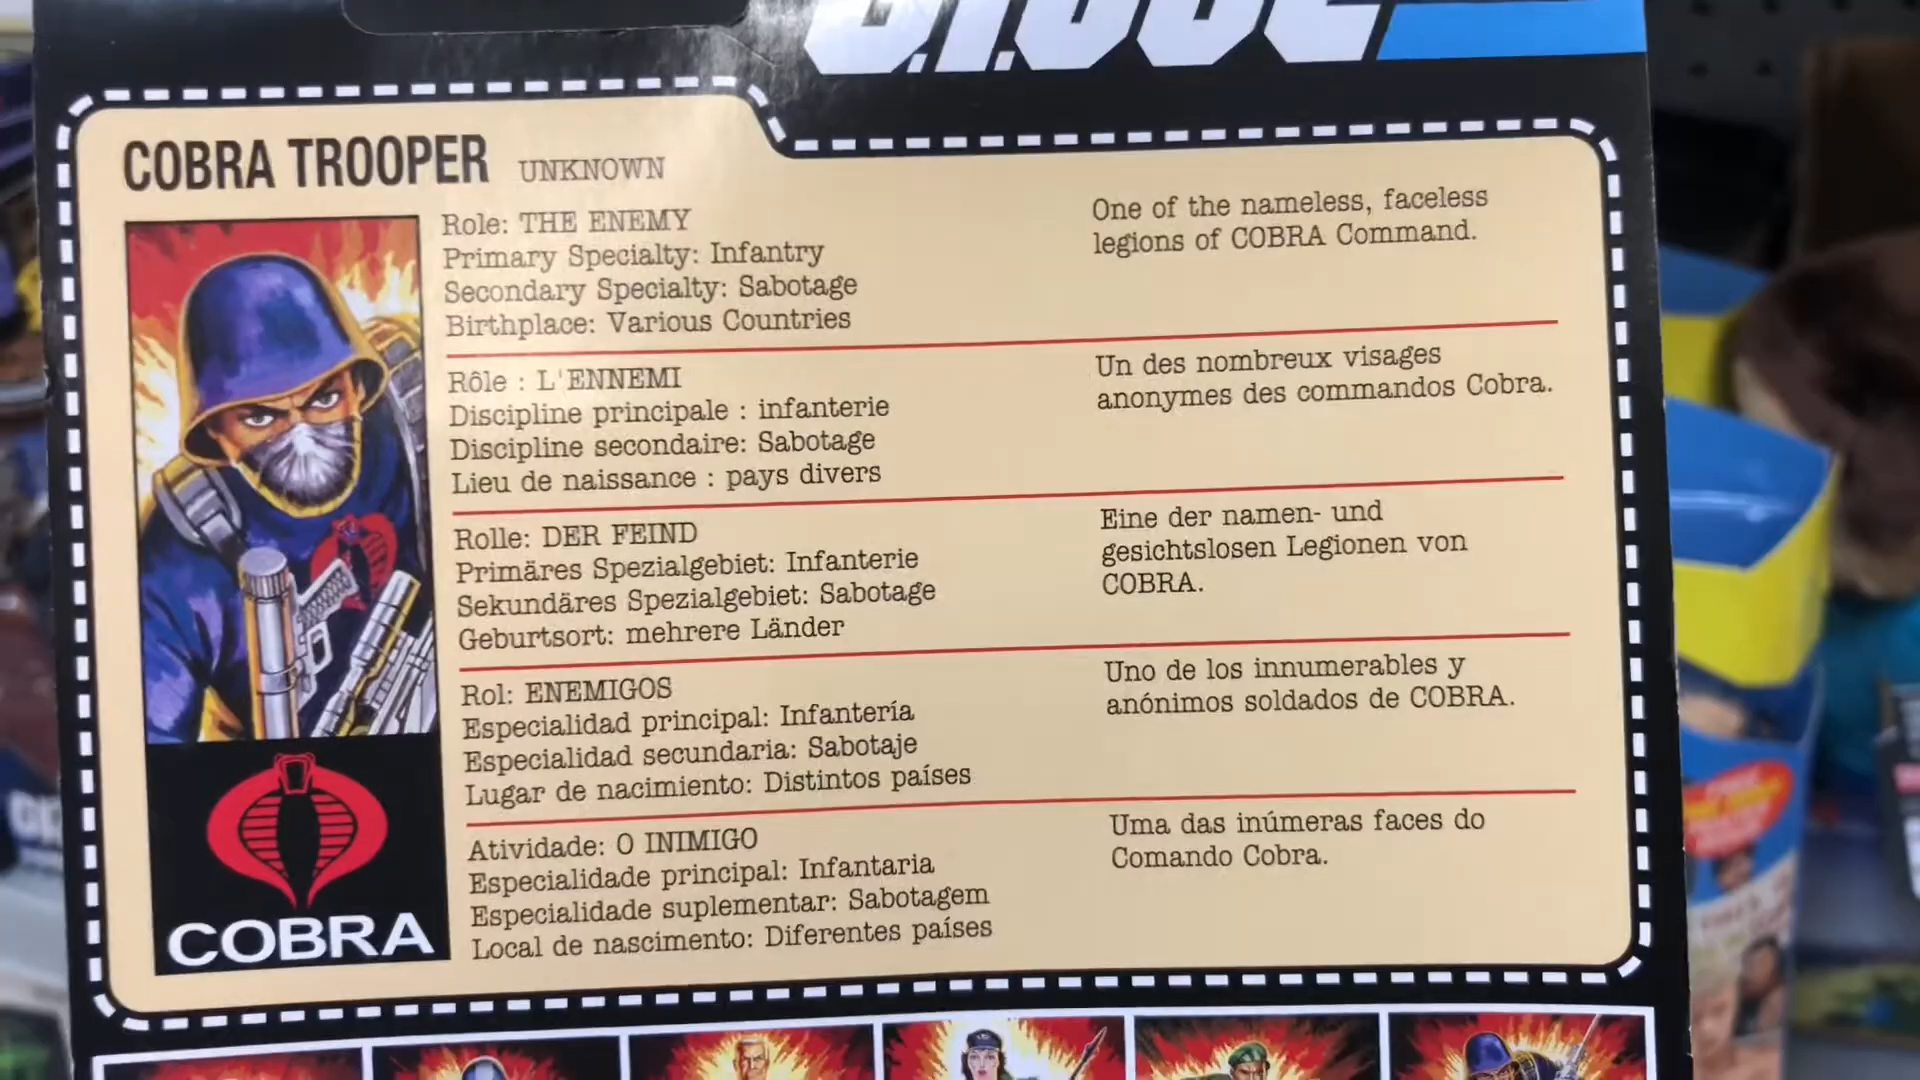 G.I. JOE
COBRA TROOPER UNKNOWN
Role: THE ENEMY
Primary Specialty: Infantry
Secondary Specialty: Sabotage
Birthplace: Various Countries
One of the nameless, faceless
legions of COBRA Command.
Rôle : L'ENNEMI
Discipline principale : infanterie
Discipline secondaire: Sabotage
Lieu de naissance : pays divers
Un des nombreux visages
anonymes des commandos Cobra.
Rolle: DER FEIND
Primäres Spezialgebiet: Infanterie
Sekundäres Spezialgebiet: Sabotage
Geburtsort: mehrere Länder
Eine der namen- und
gesichtslosen Legionen von
COBRA.
Rol: ENEMIGOS
Especialidad principal: Infantería
Especialidad secundaria: Sabotaje
Lugar de nacimiento: Distintos países
Uno de los innumerables y
anónimos soldados de COBRA.
Atividade: O INIMIGO
Especialidade principal: Infantaria
Especialidade suplementar: Sabotagem
Local de nascimento: Diferentes países
Uma das inúmeras faces do
Comando Cobra.
COBRA